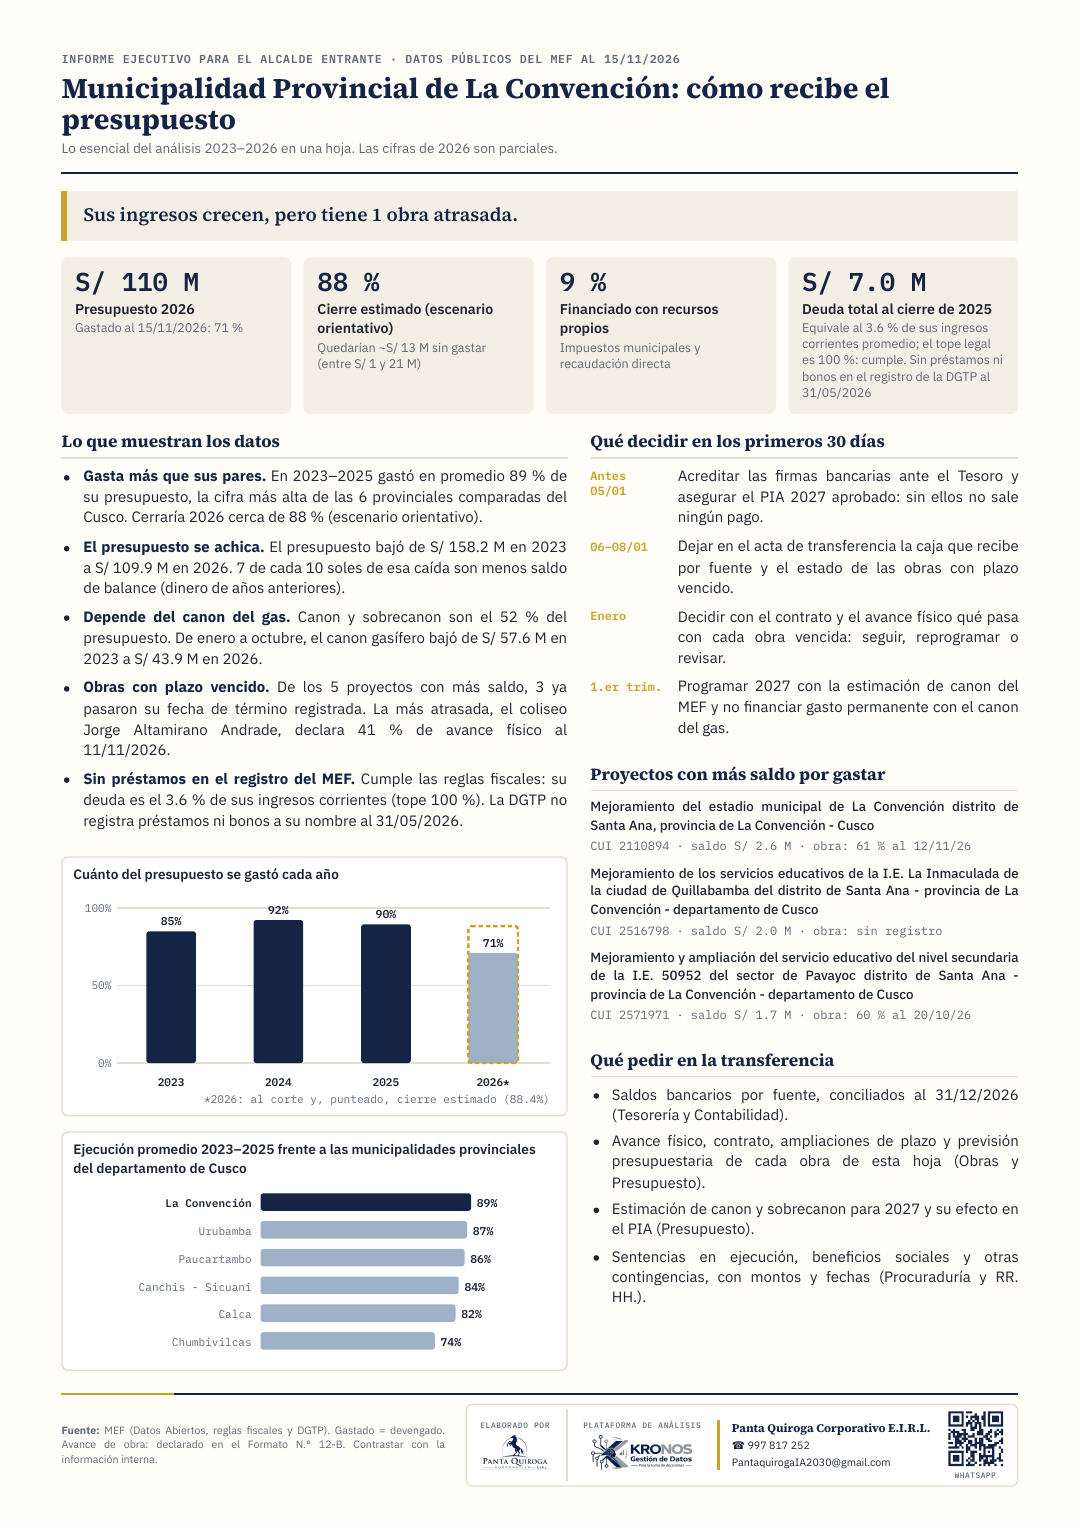 INFORME EJECUTIVO PARA EL ALCALDE ENTRANTE · DATOS PÚBLICOS DEL MEF AL 15/11/2026
Municipalidad Provincial de La Convención: cómo recibe el
presupuesto
Lo esencial del análisis 2023–2026 en una hoja. Las cifras de 2026 son parciales.
Sus ingresos crecen, pero tiene 1 obra atrasada.
S/ 110 M
Presupuesto 2026
Gastado al 15/11/2026: 71 %
88 %
Cierre estimado (escenario
orientativo)
Quedarían ~S/ 13 M sin gastar
(entre S/ 1 y 21 M)
9 %
Financiado con recursos
propios
Impuestos municipales y
recaudación directa
S/ 7.0 M
Deuda total al cierre de 2025
Equivale al 3.6 % de sus ingresos
corrientes promedio; el tope legal
es 100 %: cumple. Sin préstamos ni
bonos en el registro de la DGTP al
31/05/2026
Lo que muestran los datos
• Gasta más que sus pares. En 2023–2025 gastó en promedio 89 % de
su presupuesto, la cifra más alta de las 6 provinciales comparadas del
Cusco. Cerraría 2026 cerca de 88 % (escenario orientativo).
• El presupuesto se achica. El presupuesto bajó de S/ 158.2 M en 2023
a S/ 109.9 M en 2026. 7 de cada 10 soles de esa caída son menos saldo
de balance (dinero de años anteriores).
• Depende del canon del gas. Canon y sobrecanon son el 52 % del
presupuesto. De enero a octubre, el canon gasífero bajó de S/ 57.6 M en
2023 a S/ 43.9 M en 2026.
• Obras con plazo vencido. De los 5 proyectos con más saldo, 3 ya
pasaron su fecha de término registrada. La más atrasada, el coliseo
Jorge Altamirano Andrade, declara 41 % de avance físico al
11/11/2026.
• Sin préstamos en el registro del MEF. Cumple las reglas fiscales: su
deuda es el 3.6 % de sus ingresos corrientes (tope 100 %). La DGTP no
registra préstamos ni bonos a su nombre al 31/05/2026.
Cuánto del presupuesto se gastó cada año
100%
50%
0%
85%
92%
90%
71%
2023
2024
2025
2026*
*2026: al corte y, punteado, cierre estimado (88.4%)
Ejecución promedio 2023–2025 frente a las municipalidades provinciales
del departamento de Cusco
La Convención 89%
Urubamba 87%
Paucartambo 86%
Canchis - Sicuani 84%
Calca 82%
Chumbivilcas 74%
Qué decidir en los primeros 30 días
Antes
05/01
Acreditar las firmas bancarias ante el Tesoro y
asegurar el PIA 2027 aprobado: sin ellos no sale
ningún pago.
06–08/01
Dejar en el acta de transferencia la caja que recibe
por fuente y el estado de las obras con plazo
vencido.
Enero
Decidir con el contrato y el avance físico qué pasa
con cada obra vencida: seguir, reprogramar o
revisar.
1.er trim.
Programar 2027 con la estimación de canon del
MEF y no financiar gasto permanente con el canon
del gas.
Proyectos con más saldo por gastar
Mejoramiento del estadio municipal de La Convención distrito de
Santa Ana, provincia de La Convención - Cusco
CUI 2110894 · saldo S/ 2.6 M · obra: 61 % al 12/11/26
Mejoramiento de los servicios educativos de la I.E. La Inmaculada de
la ciudad de Quillabamba del distrito de Santa Ana - provincia de La
Convención - departamento de Cusco
CUI 2516798 · saldo S/ 2.0 M · obra: sin registro
Mejoramiento y ampliación del servicio educativo del nivel secundaria
de la I.E. 50952 del sector de Pavayoc distrito de Santa Ana -
provincia de La Convención - departamento de Cusco
CUI 2571971 · saldo S/ 1.7 M · obra: 60 % al 20/10/26
Qué pedir en la transferencia
• Saldos bancarios por fuente, conciliados al 31/12/2026
(Tesorería y Contabilidad).
• Avance físico, contrato, ampliaciones de plazo y previsión
presupuestaria de cada obra de esta hoja (Obras y
Presupuesto).
• Estimación de canon y sobrecanon para 2027 y su efecto en
el PIA (Presupuesto).
• Sentencias en ejecución, beneficios sociales y otras
contingencias, con montos y fechas (Procuraduría y RR.
HH.).
Fuente: MEF (Datos Abiertos, reglas fiscales y DGTP). Gastado = devengado.
Avance de obra: declarado en el Formato N.° 12-B. Contrastar con la
información interna.
ELABORADO POR
PANTA QUIROGA
PLATAFORMA DE ANÁLISIS
KRONOS
Gestión de Datos
Para la toma de decisiones
Panta Quiroga Corporativo E.I.R.L.
☎ 997 817 252
PantaquirogaIA2030@gmail.com
WHATSAPP